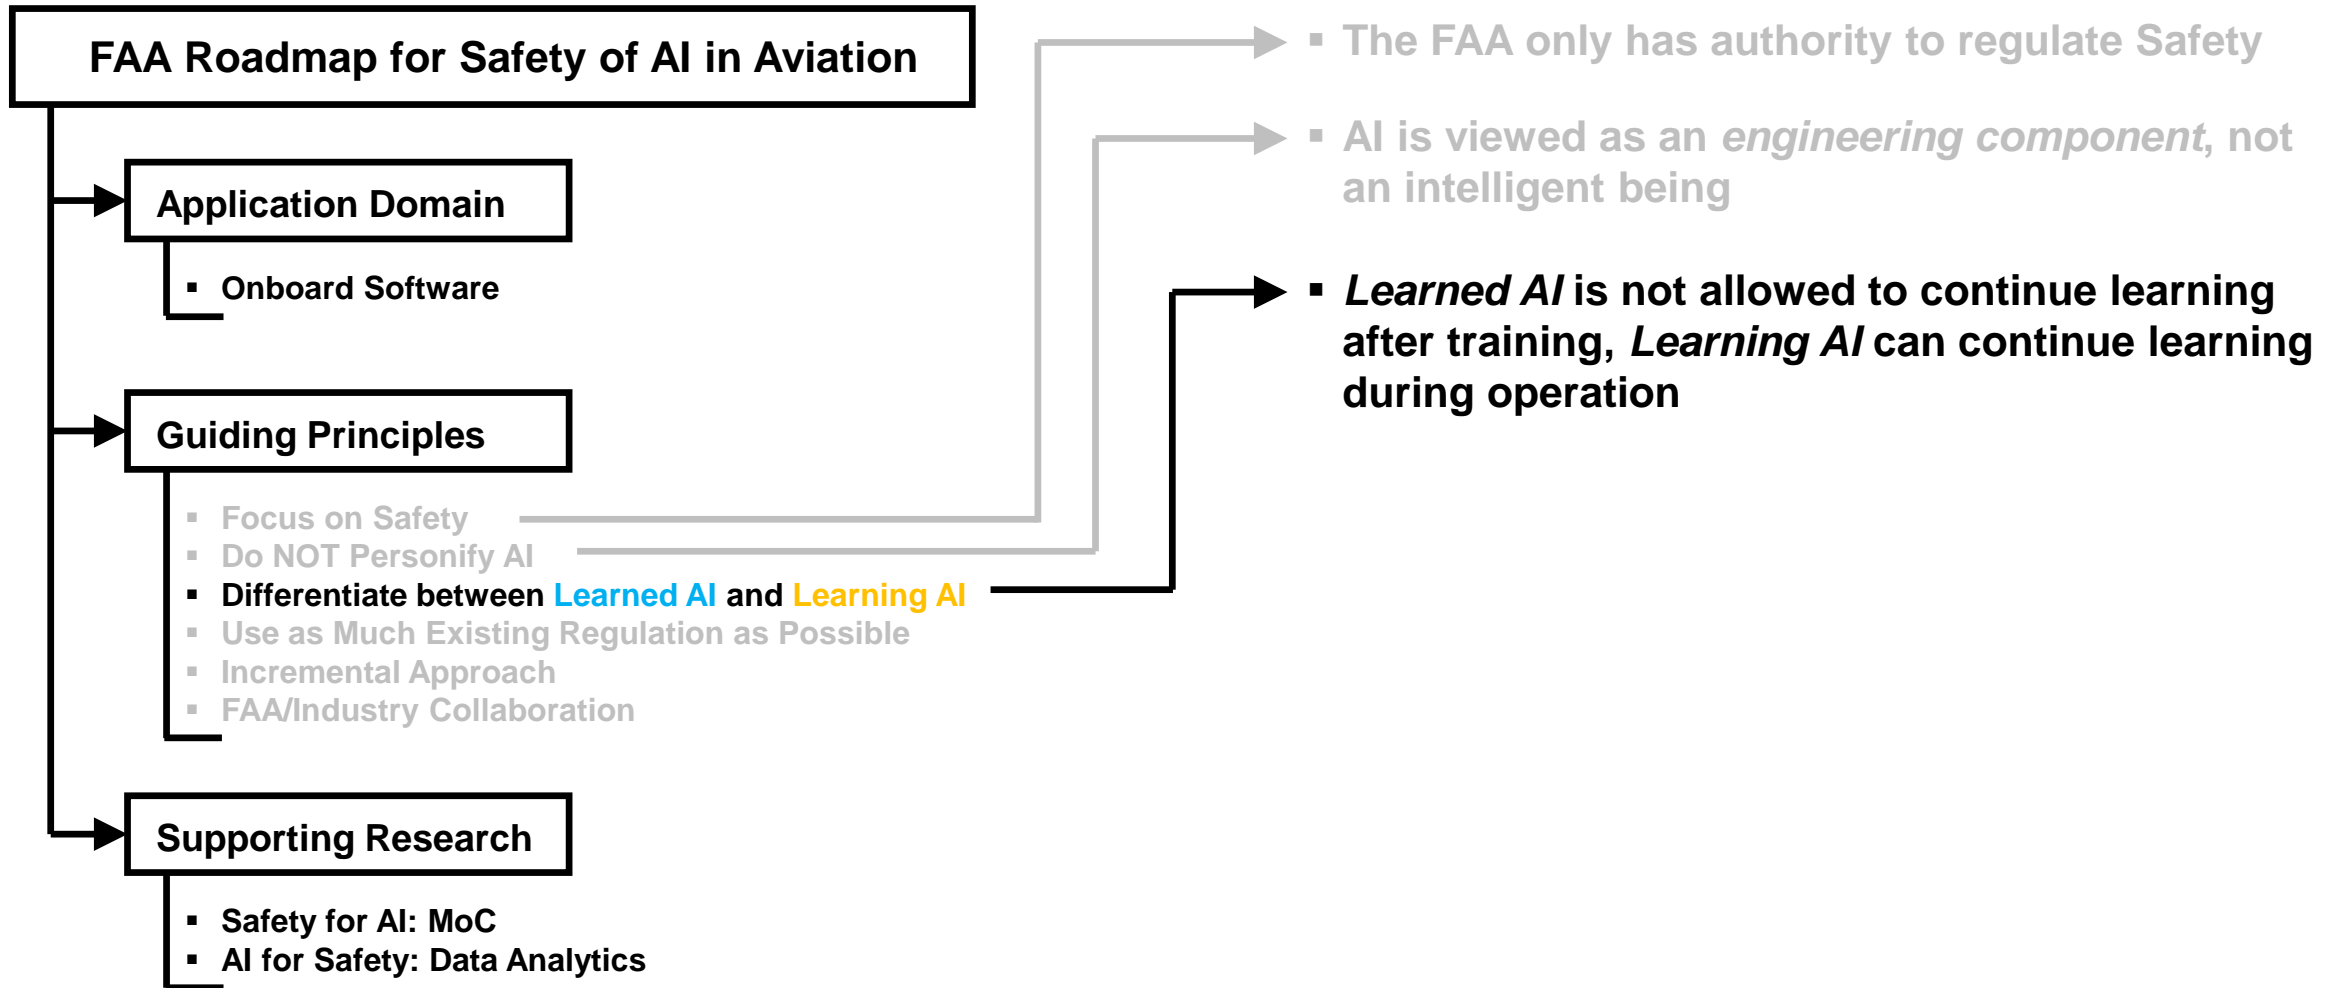 FAA Roadmap for Safety of AI in Aviation
Application Domain
▪ Onboard Software
Guiding Principles
▪ Focus on Safety
▪ Do NOT Personify AI
▪ Differentiate between Learned AI and Learning AI
▪ Use as Much Existing Regulation as Possible
▪ Incremental Approach
▪ FAA/Industry Collaboration
Supporting Research
▪ Safety for AI: MoC
▪ AI for Safety: Data Analytics
▪ The FAA only has authority to regulate Safety
▪ AI is viewed as an engineering component, not
an intelligent being
▪ Learned AI is not allowed to continue learning
after training, Learning AI can continue learning
during operation